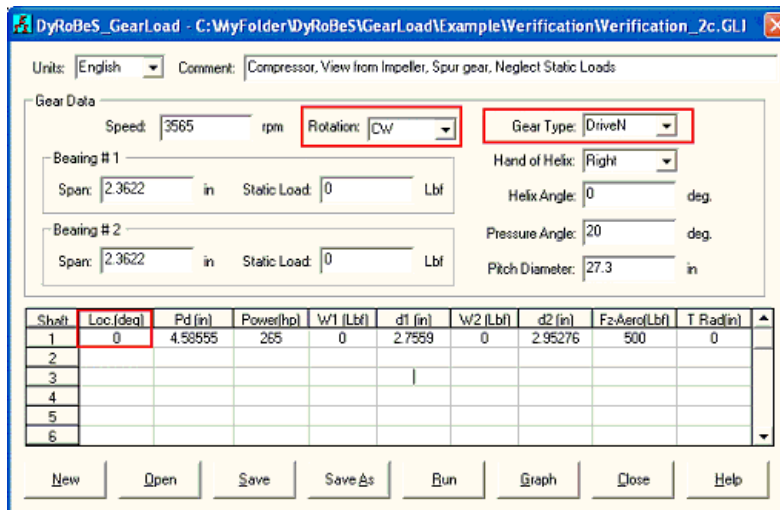 DyRoBeS_GearLoad - C:\MyFolder\DyRoBeS\GearLoad\Example\Verification\Verification_2c.GLI
Units: English Comment: Compressor, View from Impeller, Spur gear, Neglect Static Loads
Gear Data
Speed: 3565 rpm Rotation: CW Gear Type: DriveN
Bearing # 1 Hand of Helix: Right
Span: 2.3622 in Static Load: 0 Lbf Helix Angle: 0 deg.
Bearing # 2 Pressure Angle: 20 deg.
Span: 2.3622 in Static Load: 0 Lbf Pitch Diameter: 27.3 in
Shaft Loc.(deg) Pd (in) Power(hp) W1 (Lbf) d1 (in) W2 (Lbf) d2 (in) Fz-Aero(Lbf) T Rad(in)
1 0 4.58555 265 0 2.7559 0 2.95276 500 0
2
3
4
5
6
New Open Save Save As Run Graph Close Help